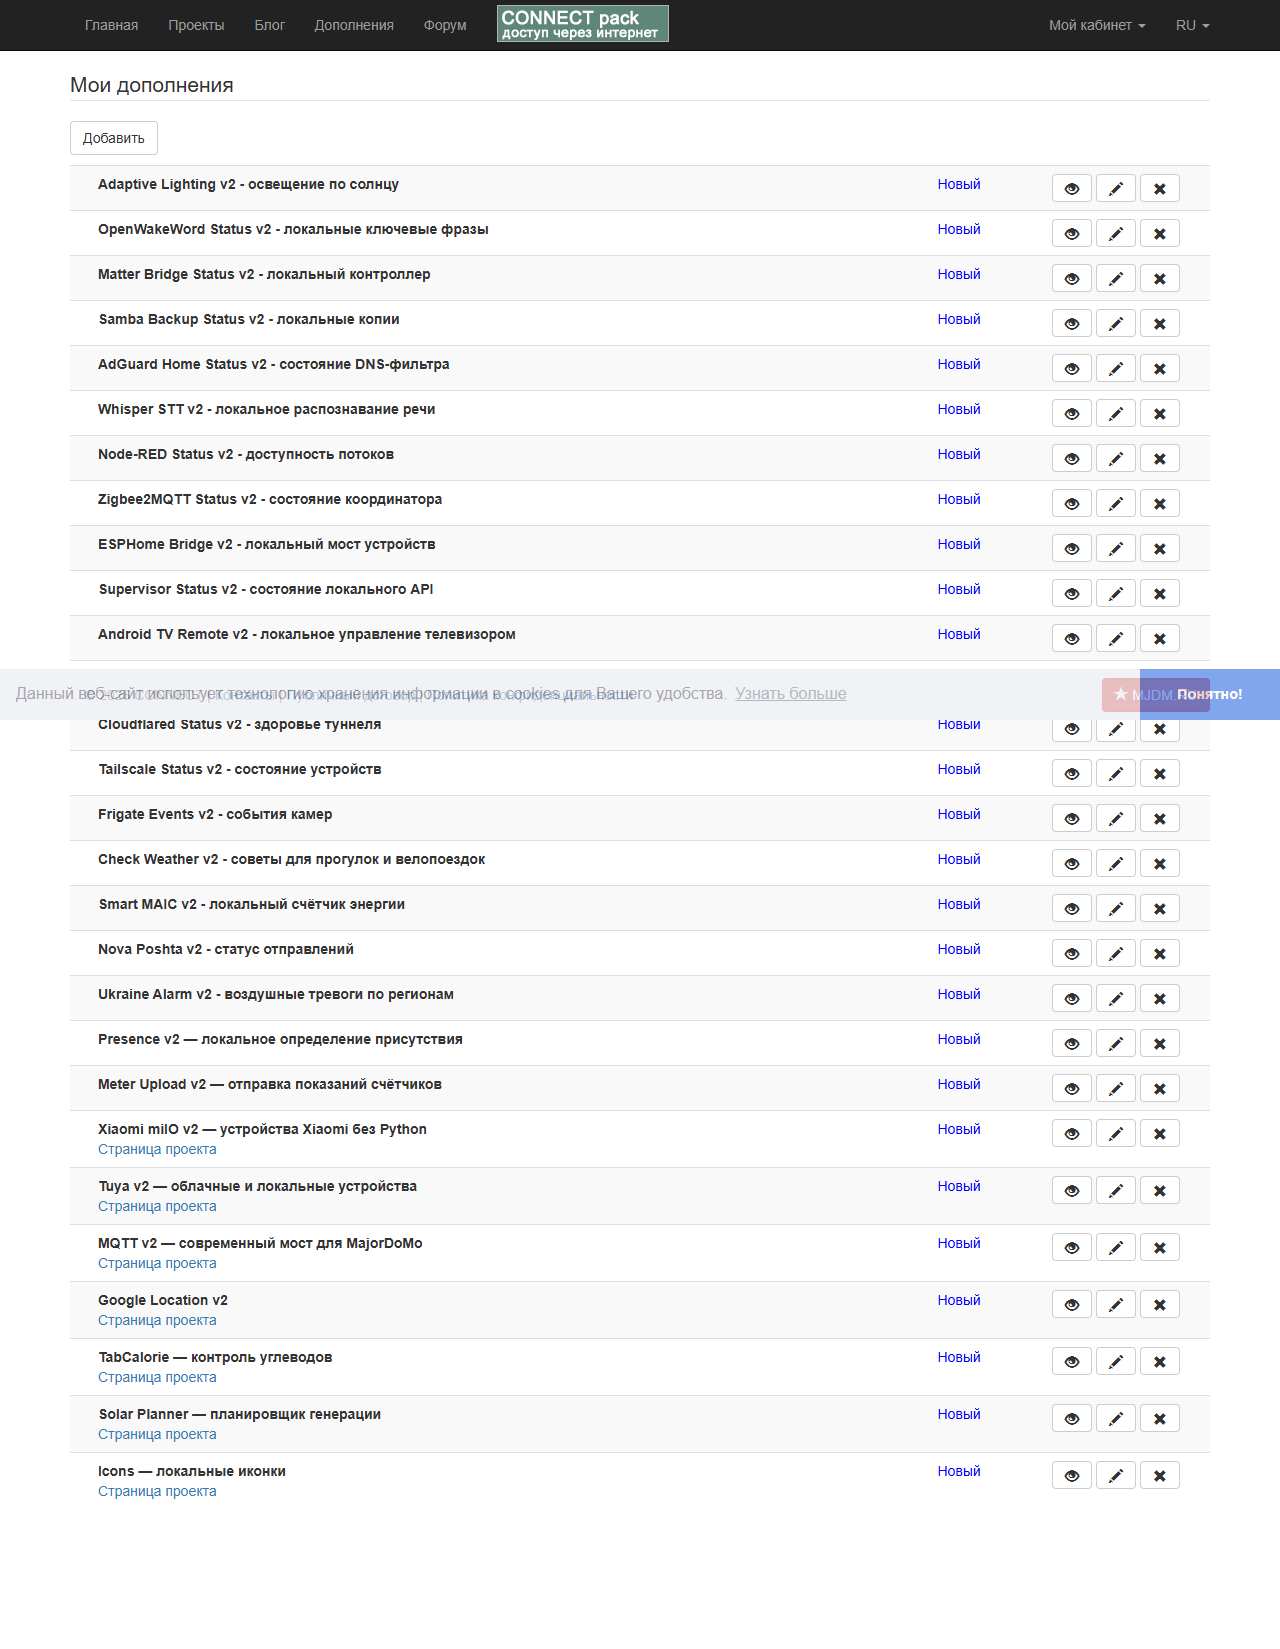 Главная Проекты Блог Дополнения Форум CONNECT pack Мой кабинет RU
доступ через интернет
Мои дополнения
Добавить
Adaptive Lighting v2 - освещение по солнцу Новый
OpenWakeWord Status v2 - локальные ключевые фразы Новый
Matter Bridge Status v2 - локальный контроллер Новый
Samba Backup Status v2 - локальные копии Новый
AdGuard Home Status v2 - состояние DNS-фильтра Новый
Whisper STT v2 - локальное распознавание речи Новый
Node-RED Status v2 - доступность потоков Новый
Zigbee2MQTT Status v2 - состояние координатора Новый
ESPHome Bridge v2 - локальный мост устройств Новый
Supervisor Status v2 - состояние локального API Новый
Android TV Remote v2 - локальное управление телевизором Новый
Данный веб-сайт использует технологию хранения информации в cookies для Вашего удобства. Узнать больше MJDM. Понятно!
Cloudflared Status v2 - здоровье туннеля Новый
Tailscale Status v2 - состояние устройств Новый
Frigate Events v2 - события камер Новый
Check Weather v2 - советы для прогулок и велопоездок Новый
Smart MAIC v2 - локальный счётчик энергии Новый
Nova Poshta v2 - статус отправлений Новый
Ukraine Alarm v2 - воздушные тревоги по регионам Новый
Presence v2 — локальное определение присутствия Новый
Meter Upload v2 — отправка показаний счётчиков Новый
Xiaomi miIO v2 — устройства Xiaomi без Python Новый
Страница проекта
Tuya v2 — облачные и локальные устройства Новый
Страница проекта
MQTT v2 — современный мост для MajorDoMo Новый
Страница проекта
Google Location v2 Новый
Страница проекта
TabCalorie — контроль углеводов Новый
Страница проекта
Solar Planner — планировщик генерации Новый
Страница проекта
Icons — локальные иконки Новый
Страница проекта